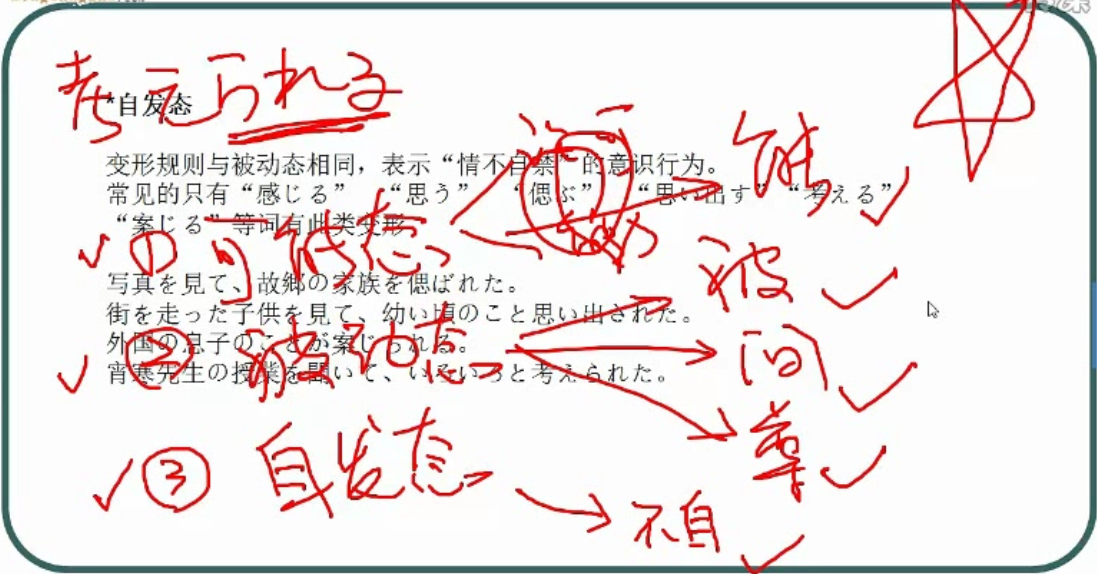 考えられる
*自发态
变形规则与被动态相同，表示“情不自禁”的意识行为。
常见的只有“感じる” “思う” “偲ぶ” “思い出す” “考える”
“案じる”等词有此类变形
写真を見て、故郷の家族を偲ばれた。
街を走った子供を見て、幼い頃のこと思い出された。
外国の息子のことが案じられる。
宵寒先生の授業を聞いて、いろいろと考えられた。
① 可能态
能
② 被动态
被
间
③ 自发态
不自